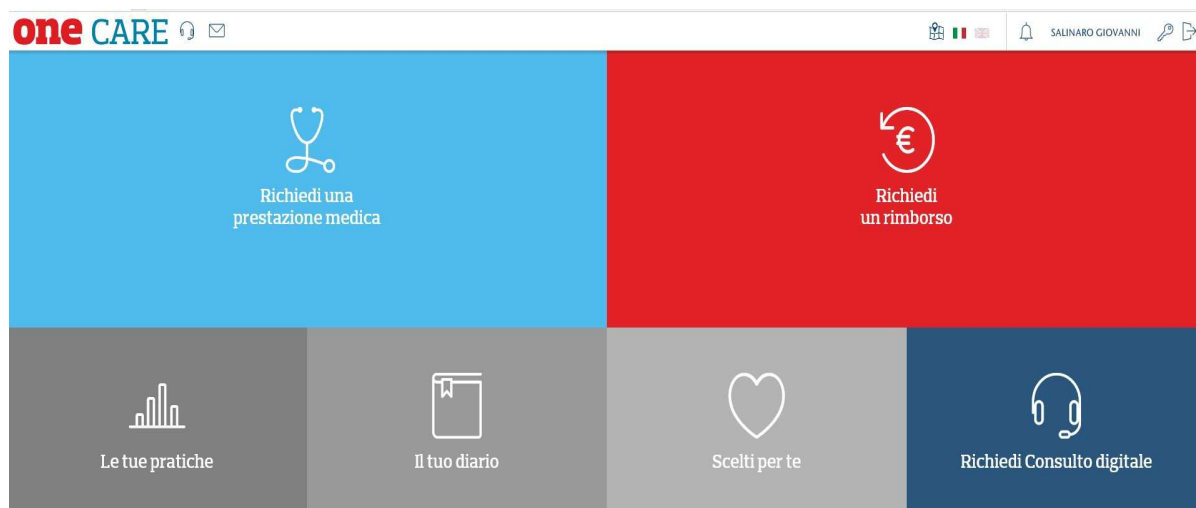 one CARE
SALINARO GIOVANNI
Richiedi una
prestazione medica
€
Richiedi
un rimborso
Le tue pratiche
Il tuo diario
Scelti per te
Richiedi Consulto digitale